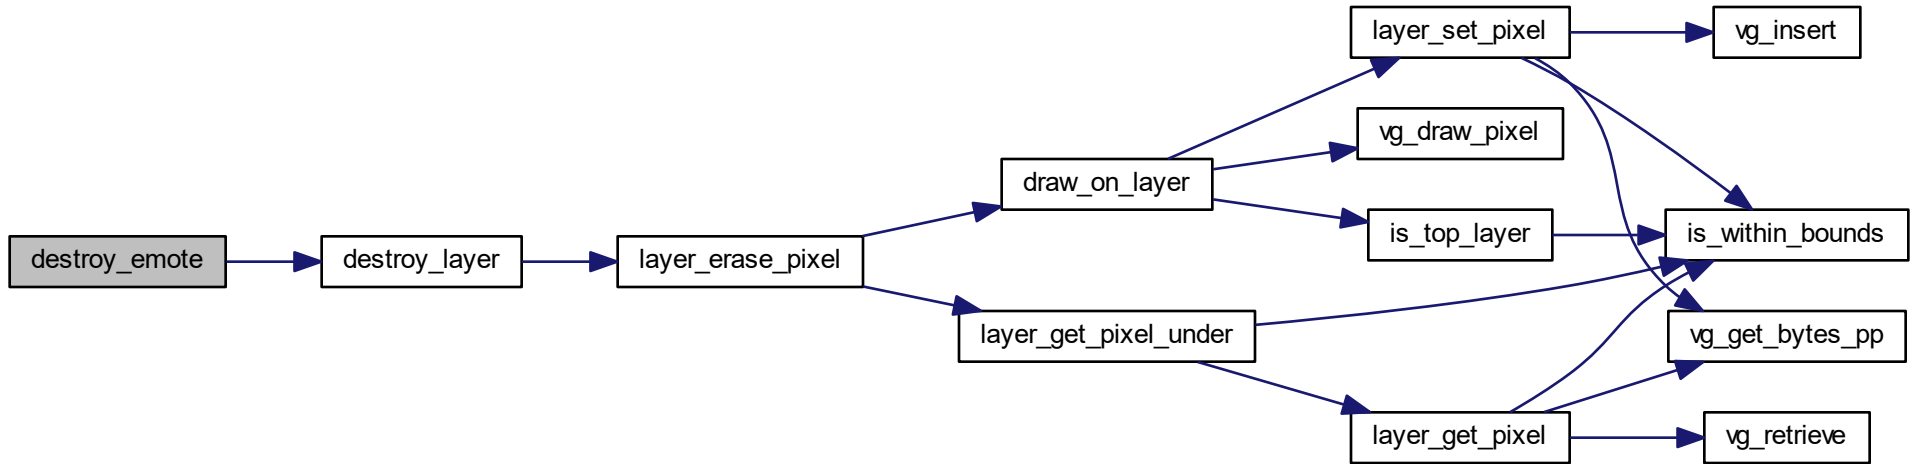 layer_set_pixel
vg_insert
vg_draw_pixel
draw_on_layer
is_top_layer
is_within_bounds
destroy_emote
destroy_layer
layer_erase_pixel
layer_get_pixel_under
vg_get_bytes_pp
layer_get_pixel
vg_retrieve